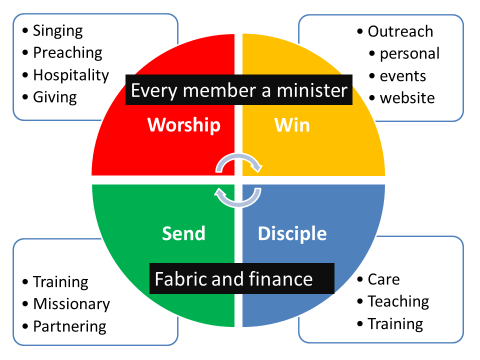 • Singing
• Preaching
• Hospitality
• Giving
• Outreach
• personal
• events
• website
Every member a minister
Worship
Win
Send
Disciple
Fabric and finance
• Training
• Missionary
• Partnering
• Care
• Teaching
• Training